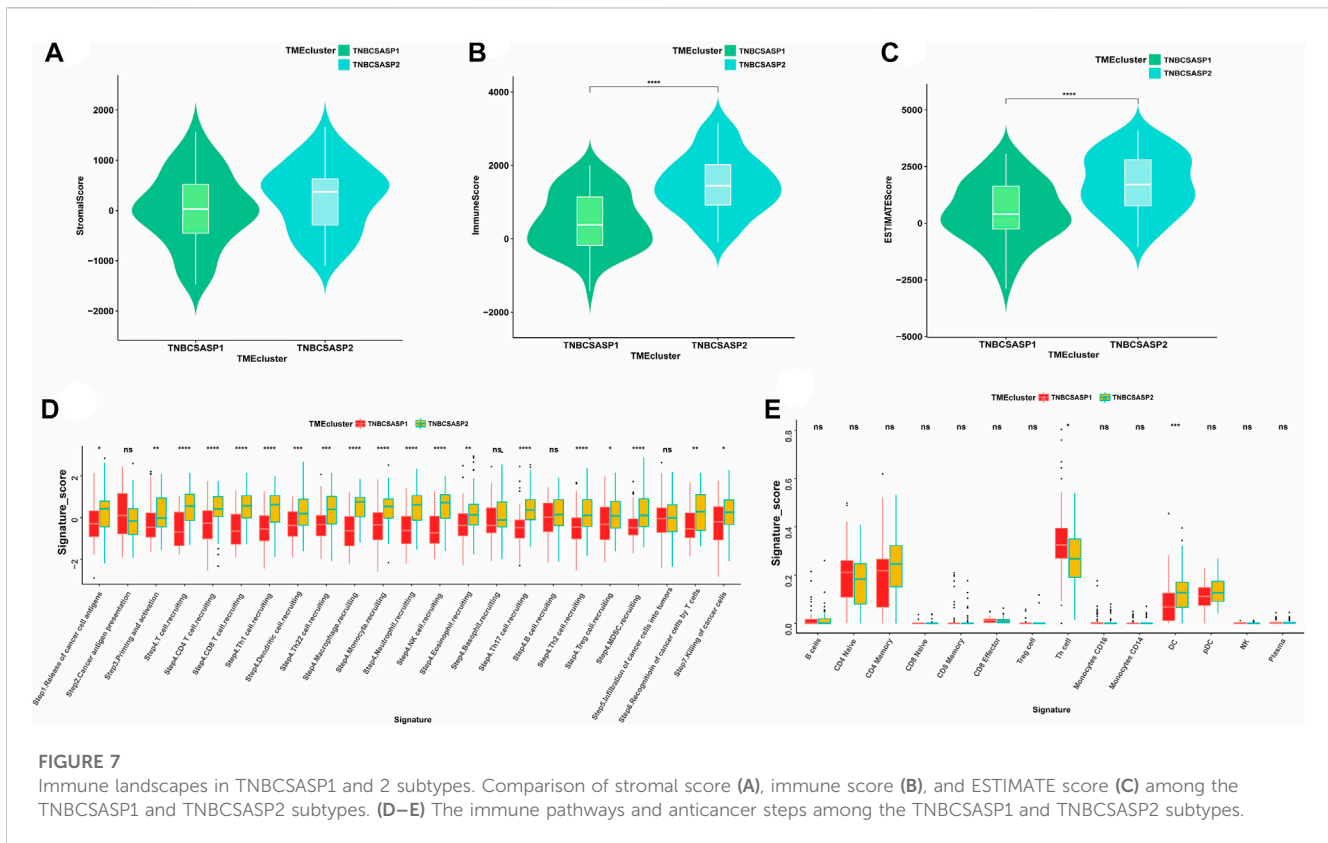 A
TMEcluster
TNBCSASP1
TNBCSASP2
2000
1000
0
-1000
-2000
StromalScore
TNBCSASP1
TNBCSASP2
TMEcluster
B
TMEcluster
TNBCSASP1
TNBCSASP2
****
4000
2000
0
-2000
ImmuneScore
TNBCSASP1
TNBCSASP2
TMEcluster
C
TMEcluster
TNBCSASP1
TNBCSASP2
****
5000
2500
0
-2500
-5000
ESTIMATEScore
TNBCSASP1
TNBCSASP2
TMEcluster
D
TMEcluster TNBCSASP1 TNBCSASP2
* ns ** **** **** **** **** *** *** **** **** **** **** ** ns **** ns **** * **** ns ** *
2
0
-2
Signature_score
Step1.Release of cancer cell antigens
Step2.Cancer antigen presentation
Step3.Priming and activation
Step4.T cell.recruiting
Step4.CD4 T cell.recruiting
Step4.CD8 T cell.recruiting
Step4.Th1 cell.recruiting
Step4.Dendritic cell.recruiting
Step4.Th22 cell.recruiting
Step4.Macrophage.recruiting
Step4.Monocyte.recruiting
Step4.Neutrophil.recruiting
Step4.NK cell.recruiting
Step4.Eosinophil.recruiting
Step4.Basophil.recruiting
Step4.Th17 cell.recruiting
Step4.B cell.recruiting
Step4.Th2 cell.recruiting
Step4.Treg cell.recruiting
Step4.MDSC.recruiting
Step5.Infiltration of cancer cells into tumors
Step6.Recognition of cancer cells by T cells
Step7.Killing of cancer cells
Signature
E
TMEcluster TNBCSASP1 TNBCSASP2
ns ns ns ns ns ns ns * ns ns *** ns ns ns
0.8
0.6
0.4
0.2
0.0
Signature_score
B cells
CD4 Naive
CD4 Memory
CD8 Naive
CD8 Memory
CD8 Effector
Treg cell
Th cell
Monocytes CD16
Monocytes CD14
DC
pDC
NK
Plasma
Signature
FIGURE 7
Immune landscapes in TNBCSASP1 and 2 subtypes. Comparison of stromal score (A), immune score (B), and ESTIMATE score (C) among the
TNBCSASP1 and TNBCSASP2 subtypes. (D–E) The immune pathways and anticancer steps among the TNBCSASP1 and TNBCSASP2 subtypes.